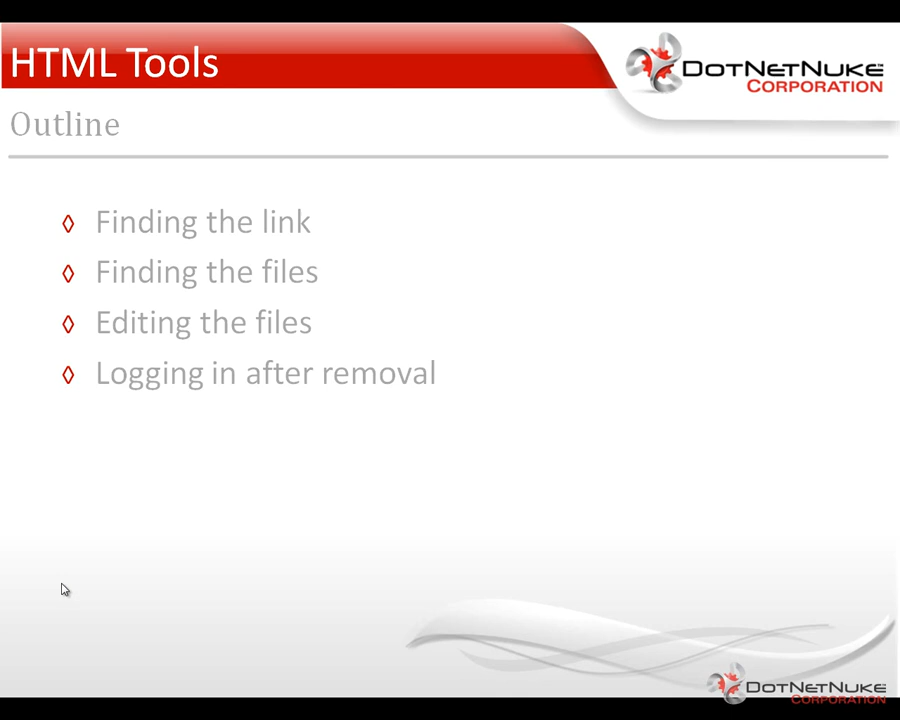 HTML Tools
DOTNETNUKE
CORPORATION
Outline
◊ Finding the link
◊ Finding the files
◊ Editing the files
◊ Logging in after removal
DOTNETNUKE
CORPORATION